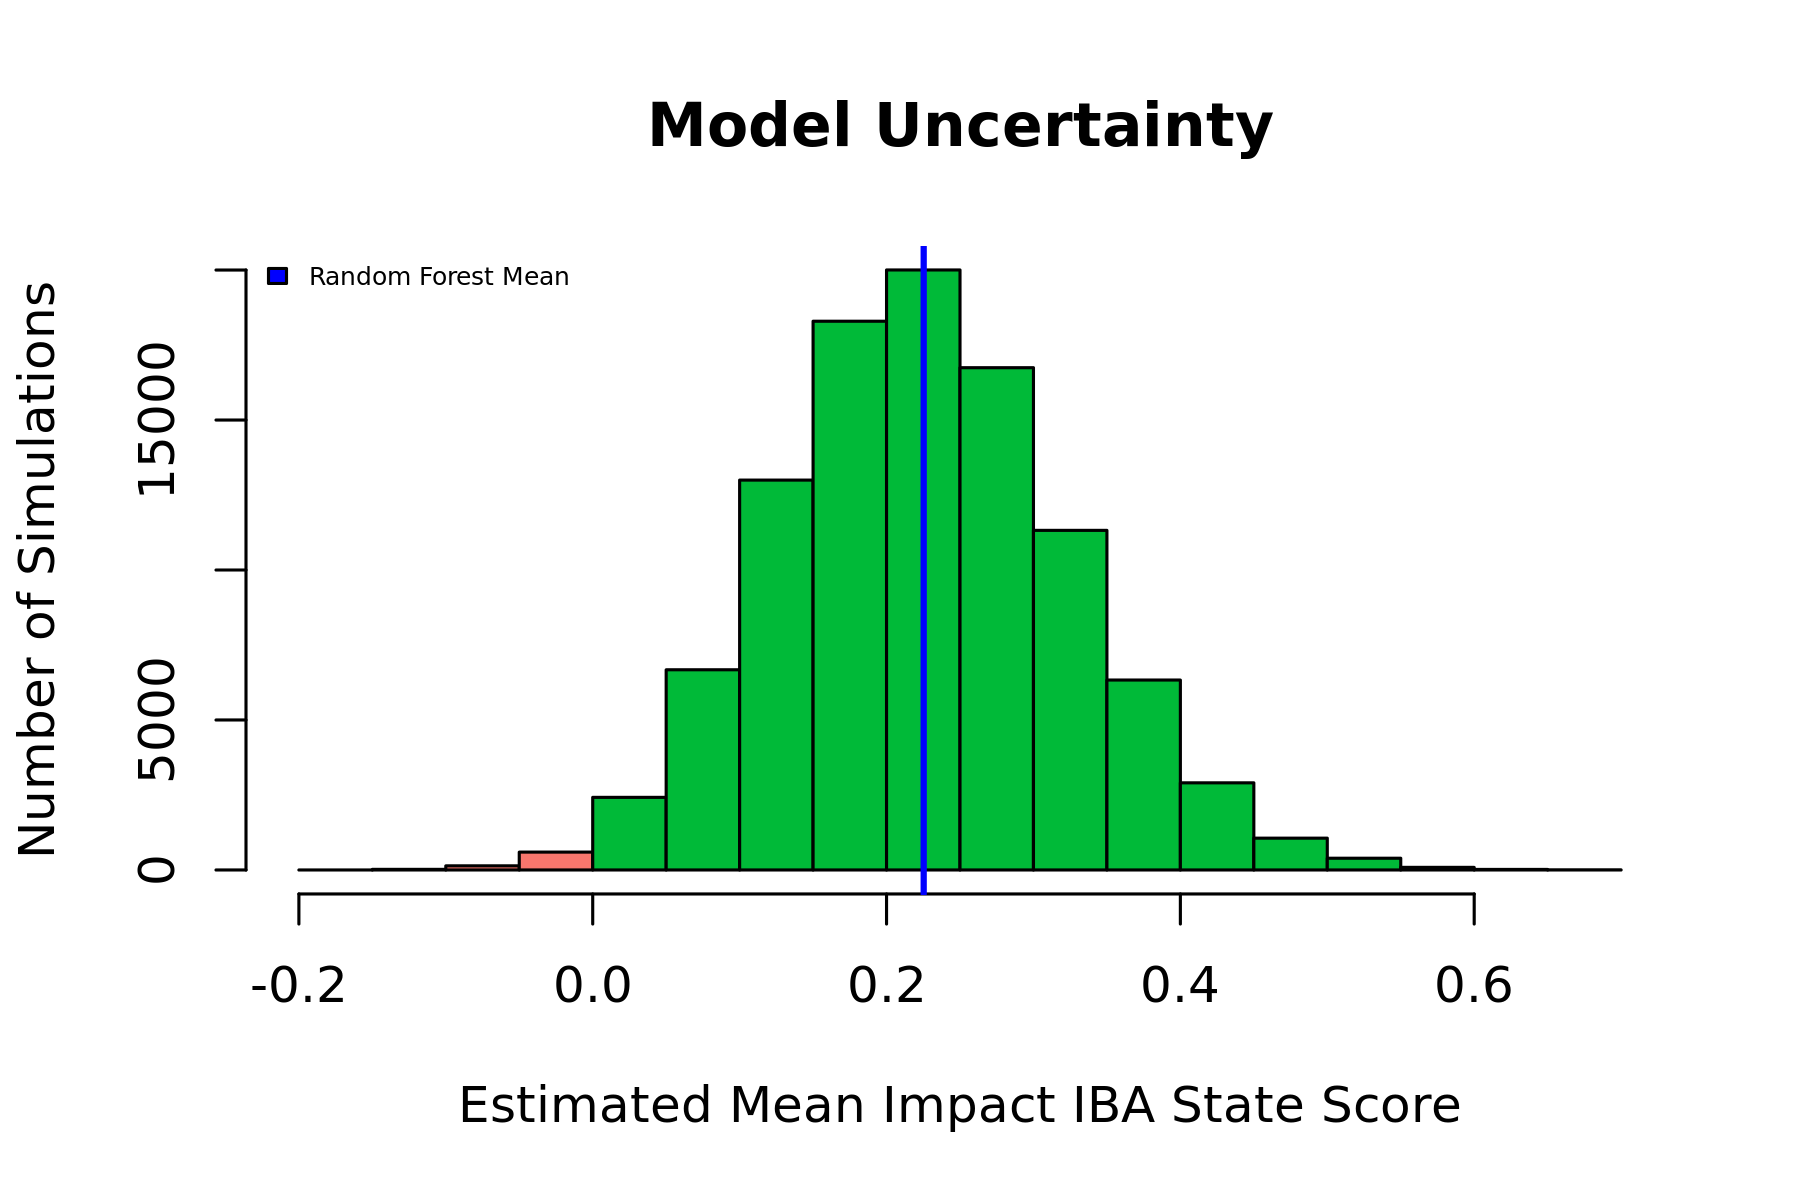 Model Uncertainty
Random Forest Mean
Number of Simulations
0
5000
15000
-0.2
0.0
0.2
0.4
0.6
Estimated Mean Impact IBA State Score